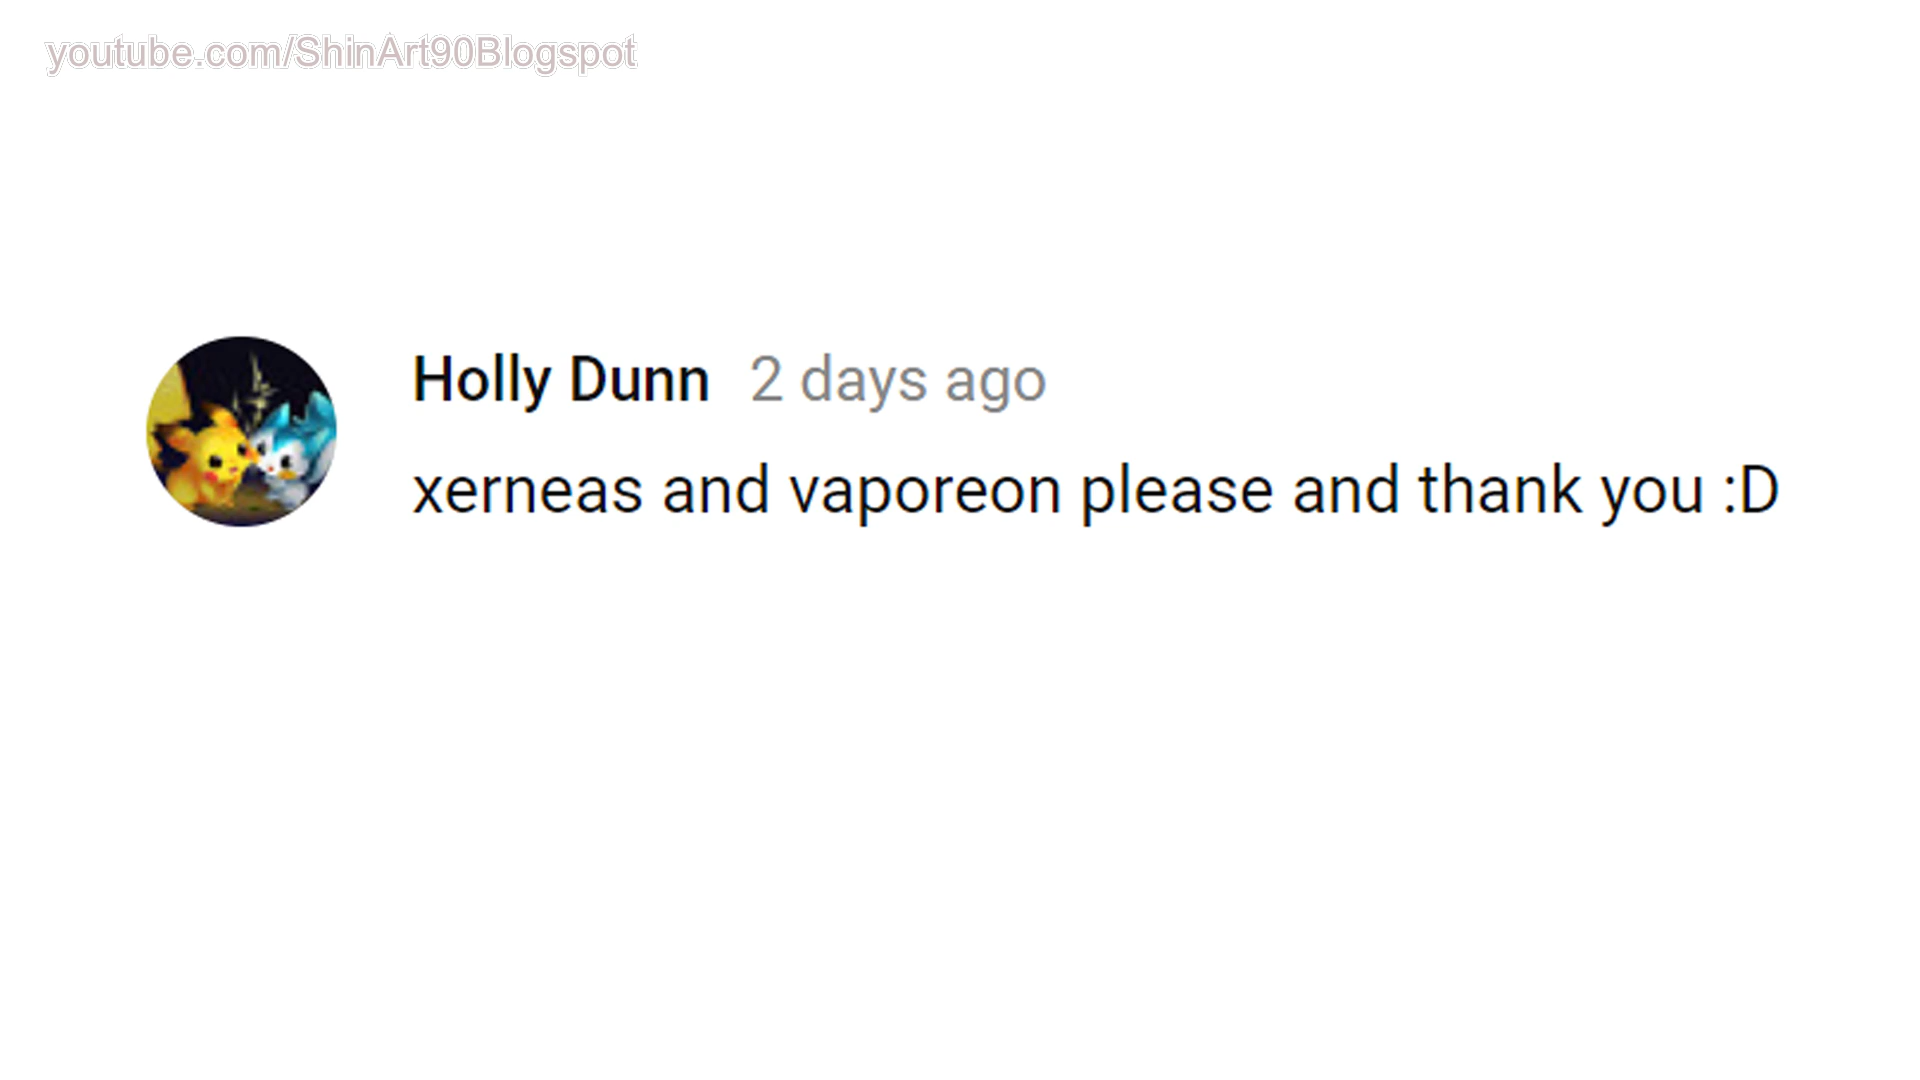 youtube.com/ShinArt90Blogspot
Holly Dunn 2 days ago
xerneas and vaporeon please and thank you :D